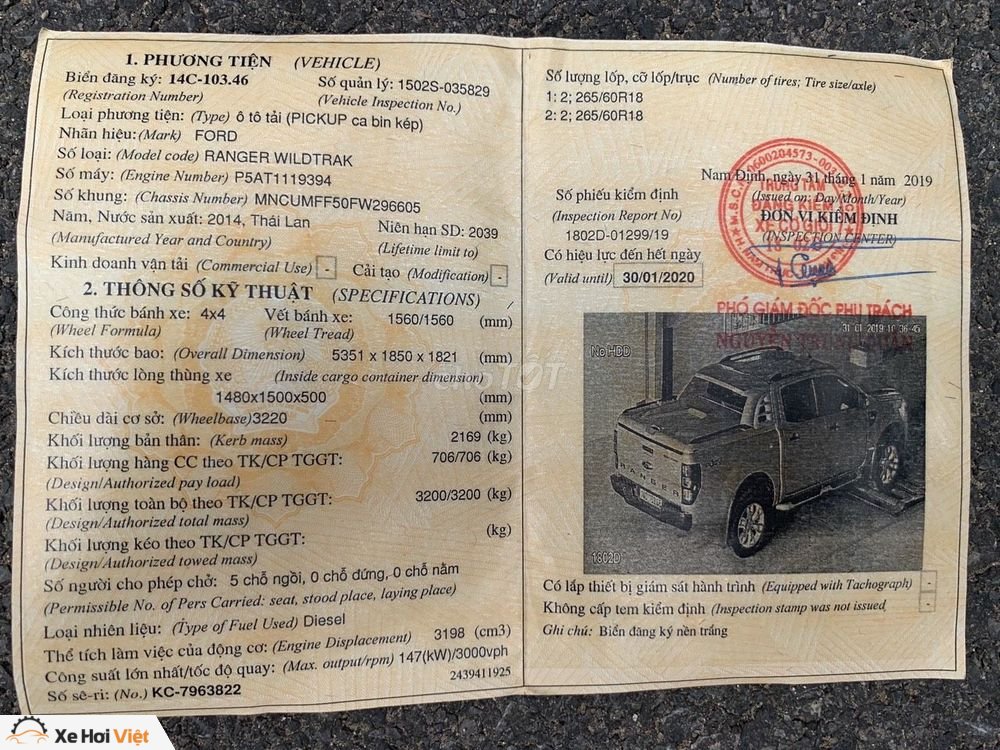 1. PHƯƠNG TIỆN (VEHICLE)
Biển đăng ký: 14C-103.46 Số quản lý: 1502S-035829
(Registration Number) (Vehicle Inspection No.)
Loại phương tiện: (Type) ô tô tải (PICKUP ca bin kép)
Nhãn hiệu: (Mark) FORD
Số loại: (Model code) RANGER WILDTRAK
Số máy: (Engine Number) P5AT1119394
Số khung: (Chassis Number) MNCUMFF50FW296605
Năm, Nước sản xuất: 2014, Thái Lan Niên hạn SD: 2039
(Manufactured Year and Country) (Lifetime limit to)
Kinh doanh vận tải (Commercial Use) - Cải tạo (Modification) -
2. THÔNG SỐ KỸ THUẬT (SPECIFICATIONS)
Công thức bánh xe: 4x4 Vết bánh xe: 1560/1560 (mm)
(Wheel Formula) (Wheel Tread)
Kích thước bao: (Overall Dimension) 5351 x 1850 x 1821 (mm)
Kích thước lòng thùng xe (Inside cargo container dimension)
1480x1500x500 (mm)
Chiều dài cơ sở: (Wheelbase) 3220 (mm)
Khối lượng bản thân: (Kerb mass) 2169 (kg)
Khối lượng hàng CC theo TK/CP TGGT: 706/706 (kg)
(Design/Authorized pay load)
Khối lượng toàn bộ theo TK/CP TGGT: 3200/3200 (kg)
(Design/Authorized total mass)
Khối lượng kéo theo TK/CP TGGT: (kg)
(Design/Authorized towed mass)
Số người cho phép chở: 5 chỗ ngồi, 0 chỗ đứng, 0 chỗ nằm
(Permissible No. of Pers Carried: seat, stood place, laying place)
Loại nhiên liệu: (Type of Fuel Used) Diesel
Thể tích làm việc của động cơ: (Engine Displacement) 3198 (cm3)
Công suất lớn nhất/tốc độ quay: (Max. output/rpm) 147(kW)/3000vph
2439411925
Số sê-ri: (No.) KC-7963822
Số lượng lốp, cỡ lốp/trục (Number of tires; Tire size/axle)
1: 2; 265/60R18
2: 2; 265/60R18
Nam Định, ngày 31 tháng 1 năm 2019
(Issued on: Day/Month/Year)
Số phiếu kiểm định
(Inspection Report No)
1802D-01299/19
ĐƠN VỊ KIỂM ĐỊNH
(INSPECTION CENTER)
TRUNG TÂM
ĐĂNG KIỂM
XE CƠ GIỚI
Có hiệu lực đến hết ngày
(Valid until) 30/01/2020
PHÓ GIÁM ĐỐC PHỤ TRÁCH
31-01-2019 10:36:45
No HDD
RANGER
1802D
Có lắp thiết bị giám sát hành trình (Equipped with Tachograph) -
Không cấp tem kiểm định (Inspection stamp was not issued -
Ghi chú: Biển đăng ký nền trắng
Xe Hơi Việt